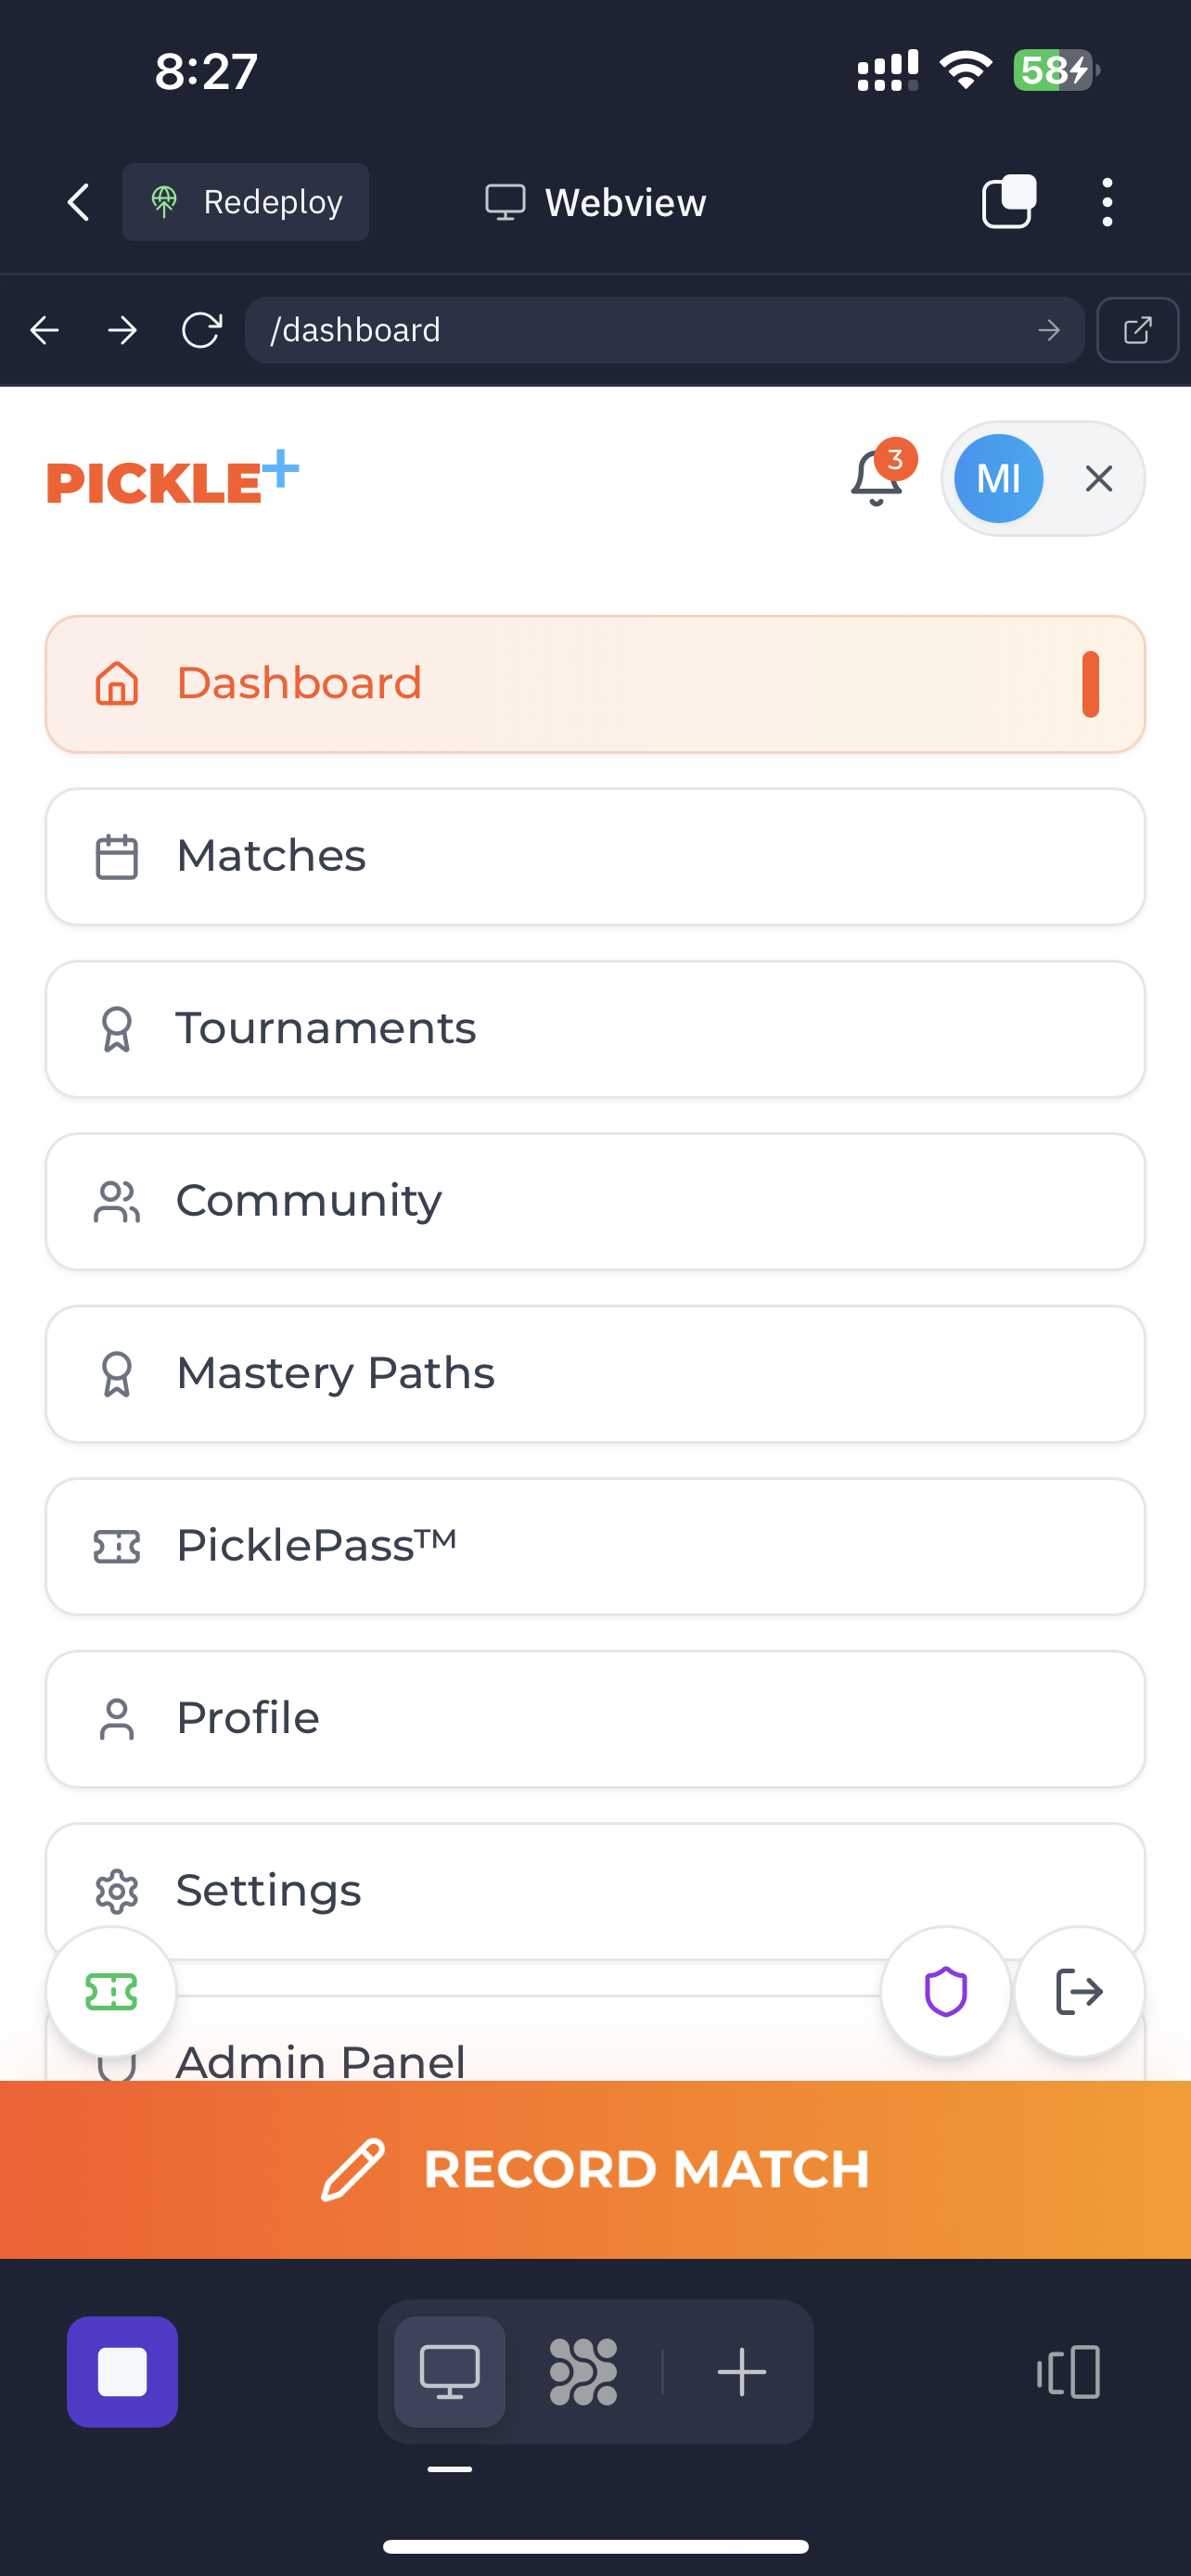 8:27
58
Redeploy
Webview
/dashboard
PICKLE+
3
MI
Dashboard
Matches
Tournaments
Community
Mastery Paths
PicklePass™
Profile
Settings
Admin Panel
RECORD MATCH